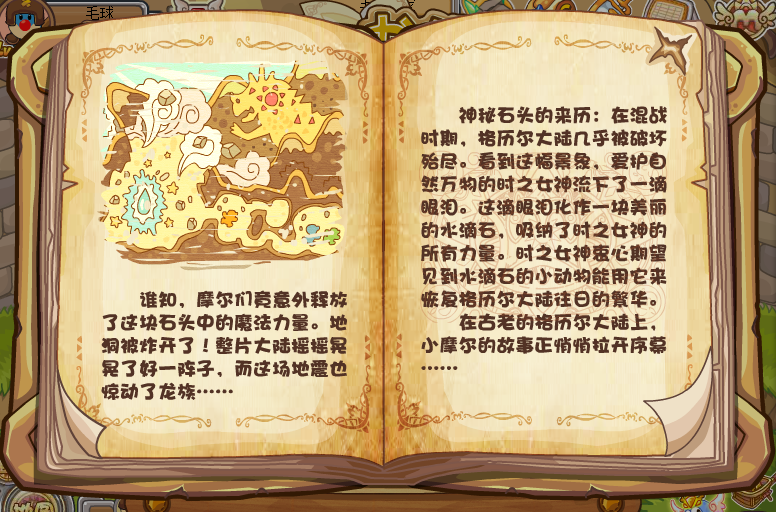 毛球
谁知，摩尔们竟意外释放
了这块石头中的魔法力量。地
洞被炸开了！整片大陆摇摇晃
晃了好一阵子，而这场地震也
惊动了龙族……
神秘石头的来历：在混战
时期，格历尔大陆几乎被破坏
殆尽。看到这幅景象，爱护自
然万物的时之女神流下了一滴
眼泪。这滴眼泪化作一块美丽
的水滴石，吸纳了时之女神的
所有力量。时之女神衷心期望
见到水滴石的小动物能用它来
恢复格历尔大陆往日的繁华。
在古老的格历尔大陆上，
小摩尔的故事正悄悄拉开序幕
……